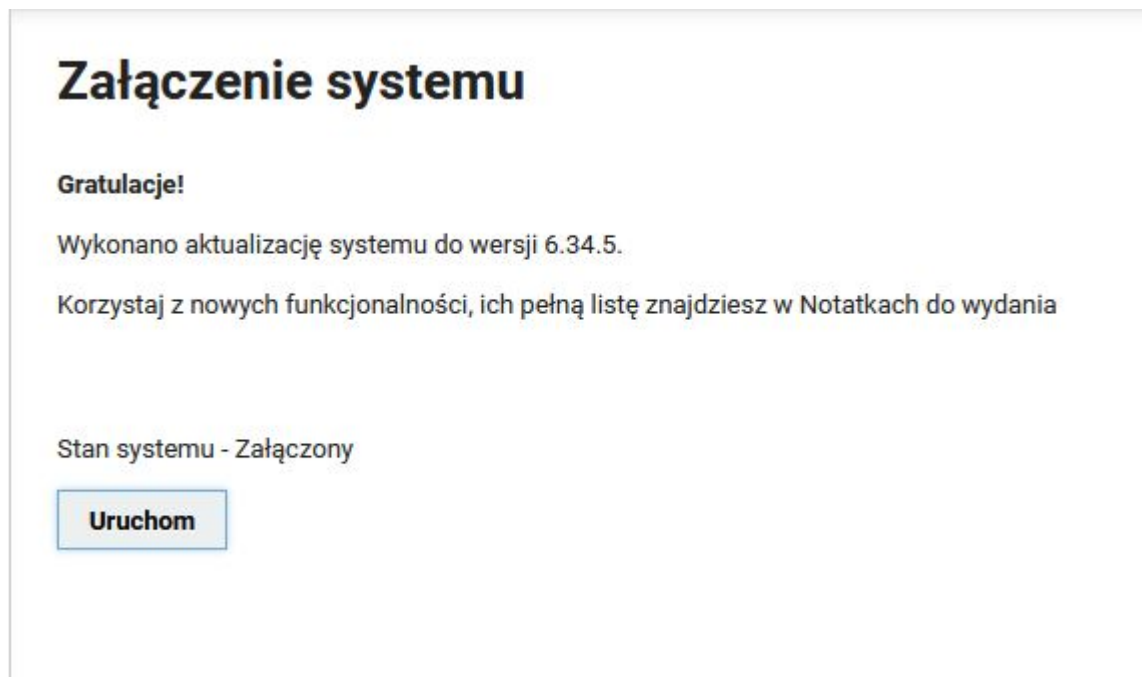 Załączenie systemu
Gratulacje!
Wykonano aktualizację systemu do wersji 6.34.5.
Korzystaj z nowych funkcjonalności, ich pełną listę znajdziesz w Notatkach do wydania
Stan systemu - Załączony
Uruchom